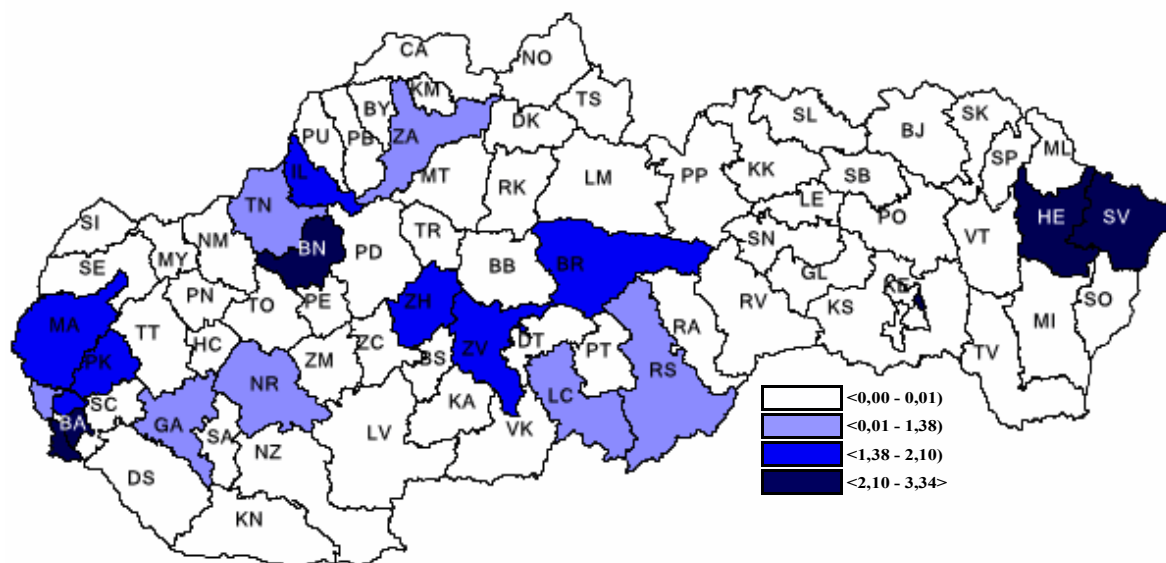 CA
NO
KM
BY
TS
PU
PB
ZA
DK
SL
BJ
SK
SP
ML
IL
MT
RK
LM
PP
KK
SB
TN
LE
PO
HE
SV
SI
NM
BN
PD
TR
BB
BR
SN
VT
SE
MY
GL
PN
TO
PE
ZH
RV
KS
KE
SO
MA
TT
HC
ZM
ZC
BS
ZV
DT
PT
RA
MI
PK
TV
NR
RS
SC
BA
GA
SA
KA
LC
LV
VK
NZ
DS
KN
<0,00 - 0,01)
<0,01 - 1,38)
<1,38 - 2,10)
<2,10 - 3,34>